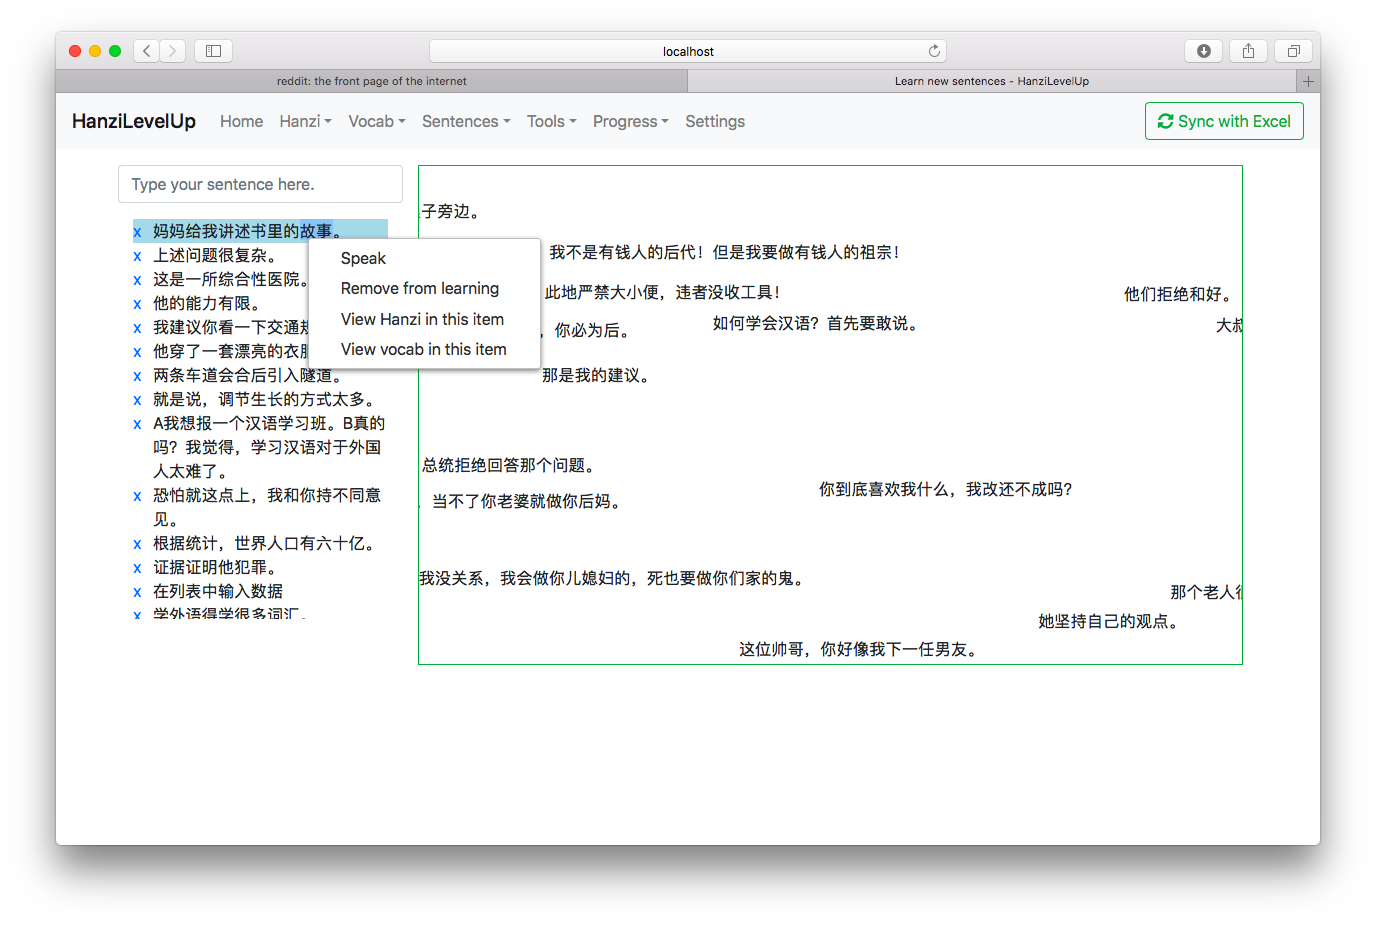 localhost
reddit: the front page of the internet
Learn new sentences - HanziLevelUp
HanziLevelUp Home Hanzi Vocab Sentences Tools Progress Settings Sync with Excel
Type your sentence here.
x 妈妈给我讲述书里的故事。
x 上述问题很复杂。
x 这是一所综合性医院。
x 他的能力有限。
x 我建议你看一下交通规
x 他穿了一套漂亮的衣服
x 两条车道会合后引入隧道。
x 就是说，调节生长的方式太多。
x A我想报一个汉语学习班。B真的
吗？我觉得，学习汉语对于外国
人太难了。
x 恐怕就这点上，我和你持不同意
见。
x 根据统计，世界人口有六十亿。
x 证据证明他犯罪。
x 在列表中输入数据
x 学外语得学很多词汇。
Speak
Remove from learning
View Hanzi in this item
View vocab in this item
子旁边。
我不是有钱人的后代！但是我要做有钱人的祖宗！
此地严禁大小便，违者没收工具！
他们拒绝和好。
，你必为后。
如何学会汉语？首先要敢说。
大叔
那是我的建议。
总统拒绝回答那个问题。
你到底喜欢我什么，我改还不成吗？
，当不了你老婆就做你后妈。
我没关系，我会做你儿媳妇的，死也要做你们家的鬼。
那个老人很
她坚持自己的观点。
这位帅哥，你好像我下一任男友。